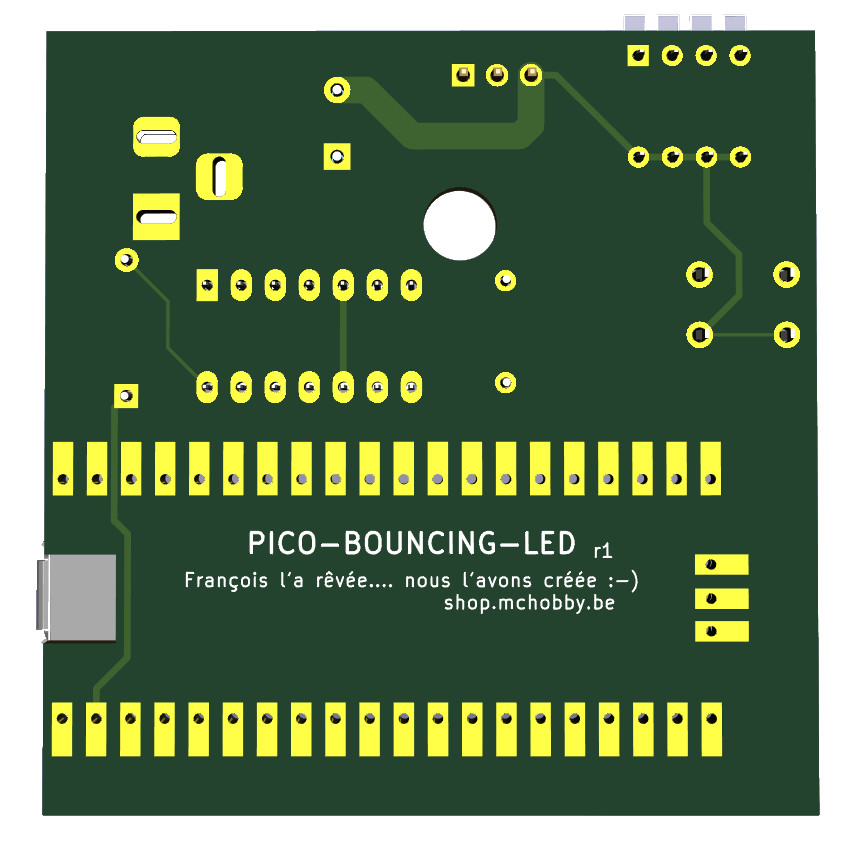 PICO-BOUNCING-LED r1
François l'a rêvée.... nous l'avons créée :-)
shop.mchobby.be